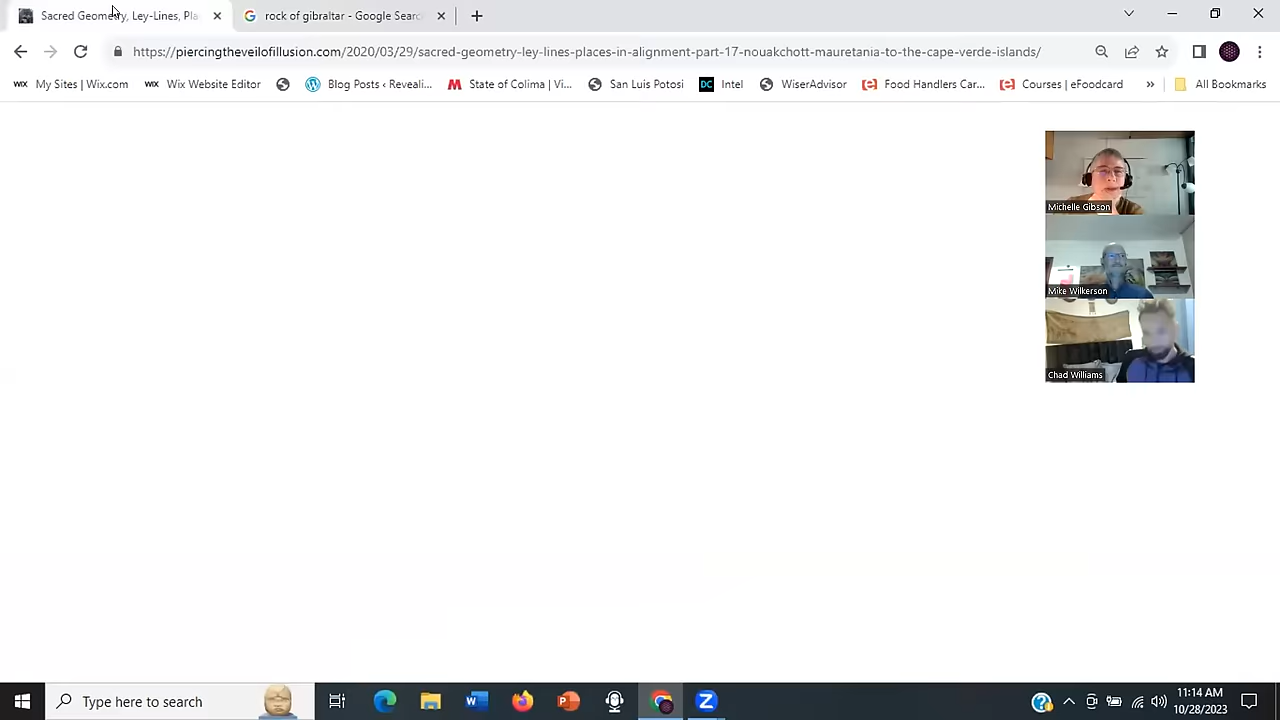 Sacred Geometry, Ley-Lines, Pla
rock of gibraltar - Google Searc
https://piercingtheveilofillusion.com/2020/03/29/sacred-geometry-ley-lines-places-in-alignment-part-17-nouakchott-mauretania-to-the-cape-verde-islands/
WIX My Sites | Wix.com
WIX Wix Website Editor
Blog Posts ‹ Reveali...
M State of Colima | Vi...
San Luis Potosi
DC Intel
WiserAdvisor
Food Handlers Car...
Courses | eFoodcard
»
All Bookmarks
Michelle Gibson
Mike Wilkerson
Chad Williams
Type here to search
11:14 AM
10/28/2023